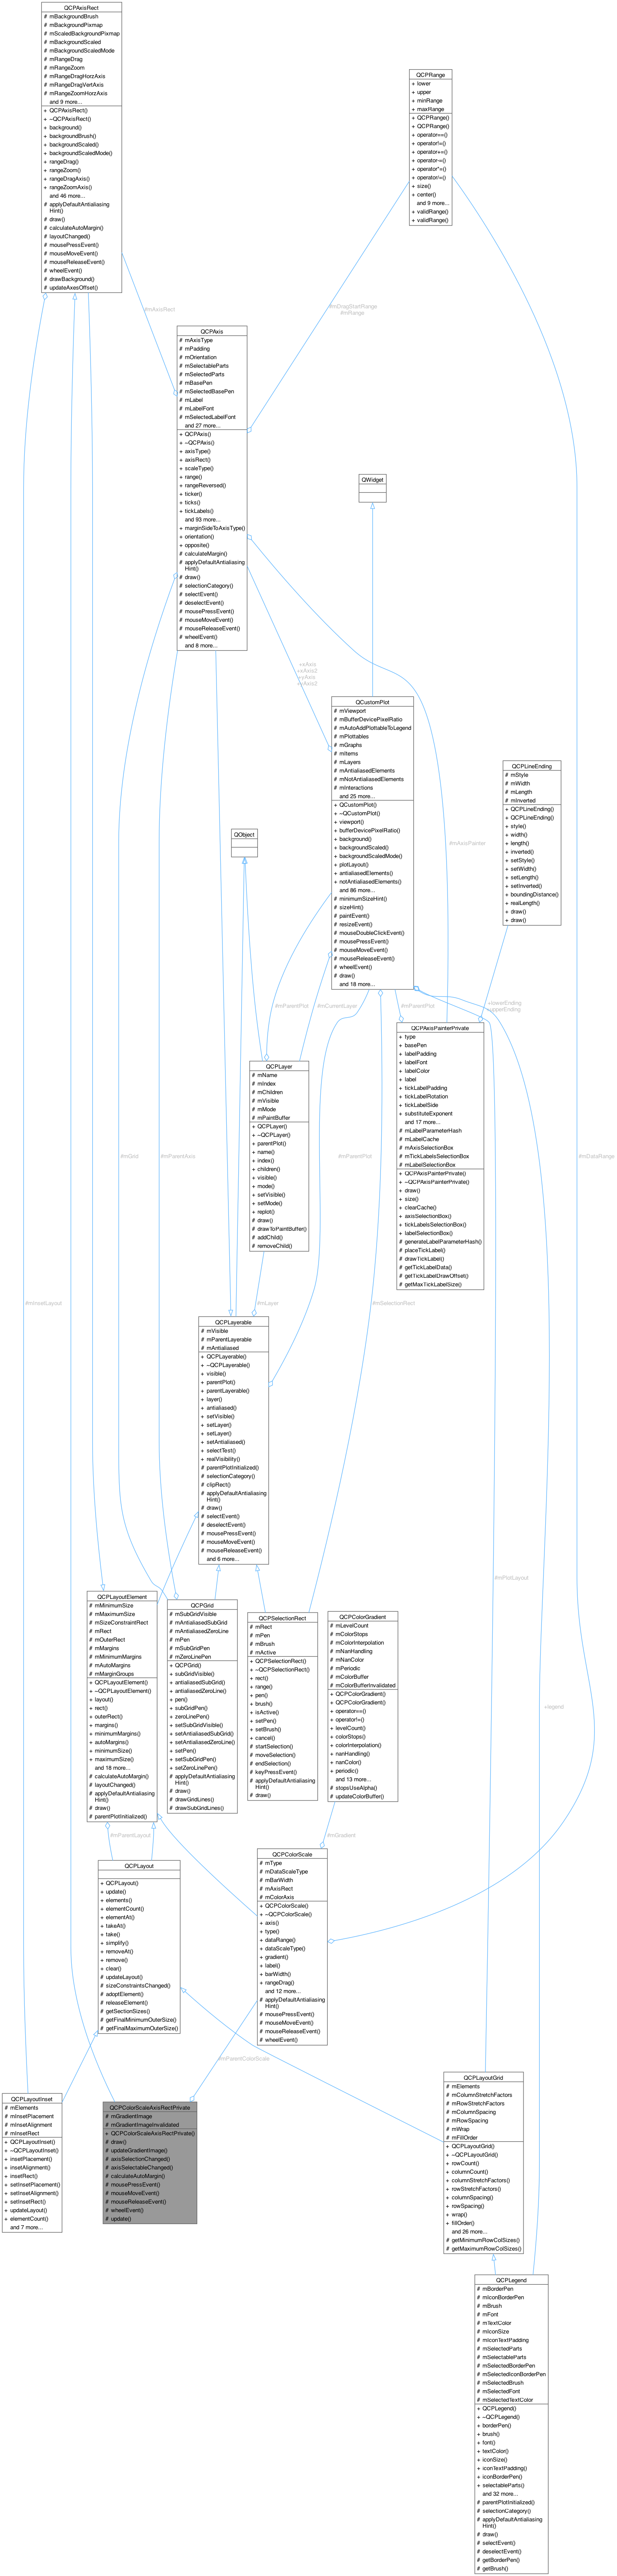 QCPAxisRect
# mBackgroundBrush
# mBackgroundPixmap
# mScaledBackgroundPixmap
# mBackgroundScaled
# mBackgroundScaledMode
# mRangeDrag
# mRangeZoom
# mRangeDragHorzAxis
# mRangeDragVertAxis
# mRangeZoomHorzAxis
and 9 more...
+ QCPAxisRect()
+ ~QCPAxisRect()
+ background()
+ backgroundBrush()
+ backgroundScaled()
+ backgroundScaledMode()
+ rangeDrag()
+ rangeZoom()
+ rangeDragAxis()
+ rangeZoomAxis()
and 46 more...
# applyDefaultAntialiasing
Hint()
# draw()
# calculateAutoMargin()
# layoutChanged()
# mousePressEvent()
# mouseMoveEvent()
# mouseReleaseEvent()
# wheelEvent()
# drawBackground()
# updateAxesOffset()
QCPRange
+ lower
+ upper
+ minRange
+ maxRange
+ QCPRange()
+ QCPRange()
+ operator==()
+ operator!=()
+ operator+=()
+ operator-=()
+ operator*=()
+ operator/=()
+ size()
+ center()
and 9 more...
+ validRange()
+ validRange()
#mAxisRect
#mDragStartRange
#mRange
QCPAxis
# mAxisType
# mPadding
# mOrientation
# mSelectableParts
# mSelectedParts
# mBasePen
# mSelectedBasePen
# mLabel
# mLabelFont
# mSelectedLabelFont
and 27 more...
+ QCPAxis()
+ ~QCPAxis()
+ axisType()
+ axisRect()
+ scaleType()
+ range()
+ rangeReversed()
+ ticker()
+ ticks()
+ tickLabels()
and 93 more...
+ marginSideToAxisType()
+ orientation()
+ opposite()
# calculateMargin()
# applyDefaultAntialiasing
Hint()
# draw()
# selectionCategory()
# selectEvent()
# deselectEvent()
# mousePressEvent()
# mouseMoveEvent()
# mouseReleaseEvent()
# wheelEvent()
and 8 more...
QWidget
+xAxis
+xAxis2
+yAxis
+yAxis2
QCustomPlot
# mViewport
# mBufferDevicePixelRatio
# mAutoAddPlottableToLegend
# mPlottables
# mGraphs
# mItems
# mLayers
# mAntialiasedElements
# mNotAntialiasedElements
# mInteractions
and 25 more...
+ QCustomPlot()
+ ~QCustomPlot()
+ viewport()
+ bufferDevicePixelRatio()
+ background()
+ backgroundScaled()
+ backgroundScaledMode()
+ plotLayout()
+ antialiasedElements()
+ notAntialiasedElements()
and 86 more...
# minimumSizeHint()
# sizeHint()
# paintEvent()
# resizeEvent()
# mouseDoubleClickEvent()
# mousePressEvent()
# mouseMoveEvent()
# mouseReleaseEvent()
# wheelEvent()
# draw()
and 18 more...
QCPLineEnding
# mStyle
# mWidth
# mLength
# mInverted
+ QCPLineEnding()
+ QCPLineEnding()
+ style()
+ width()
+ length()
+ inverted()
+ setStyle()
+ setWidth()
+ setLength()
+ setInverted()
+ boundingDistance()
+ realLength()
+ draw()
+ draw()
QObject
#mAxisPainter
#mParentPlot
#mCurrentLayer
#mParentPlot
+lowerEnding
+upperEnding
QCPLayer
# mName
# mIndex
# mChildren
# mVisible
# mMode
# mPaintBuffer
+ QCPLayer()
+ ~QCPLayer()
+ parentPlot()
+ name()
+ index()
+ children()
+ visible()
+ mode()
+ setVisible()
+ setMode()
+ replot()
# draw()
# drawToPaintBuffer()
# addChild()
# removeChild()
QCPAxisPainterPrivate
+ type
+ basePen
+ labelPadding
+ labelFont
+ labelColor
+ label
+ tickLabelPadding
+ tickLabelRotation
+ tickLabelSide
+ substituteExponent
and 17 more...
# mLabelParameterHash
# mLabelCache
# mAxisSelectionBox
# mTickLabelsSelectionBox
# mLabelSelectionBox
+ QCPAxisPainterPrivate()
+ ~QCPAxisPainterPrivate()
+ draw()
+ size()
+ clearCache()
+ axisSelectionBox()
+ tickLabelsSelectionBox()
+ labelSelectionBox()
# generateLabelParameterHash()
# placeTickLabel()
# drawTickLabel()
# getTickLabelData()
# getTickLabelDrawOffset()
# getMaxTickLabelSize()
#mGrid
#mParentAxis
#mParentPlot
#mDataRange
#mInsetLayout
#mLayer
#mSelectionRect
QCPLayerable
# mVisible
# mParentLayerable
# mAntialiased
+ QCPLayerable()
+ ~QCPLayerable()
+ visible()
+ parentPlot()
+ parentLayerable()
+ layer()
+ antialiased()
+ setVisible()
+ setLayer()
+ setLayer()
+ setAntialiased()
+ selectTest()
+ realVisibility()
# parentPlotInitialized()
# selectionCategory()
# clipRect()
# applyDefaultAntialiasing
Hint()
# draw()
# selectEvent()
# deselectEvent()
# mousePressEvent()
# mouseMoveEvent()
# mouseReleaseEvent()
and 6 more...
+legend
#mPlotLayout
QCPLayoutElement
# mMinimumSize
# mMaximumSize
# mSizeConstraintRect
# mRect
# mOuterRect
# mMargins
# mMinimumMargins
# mAutoMargins
# mMarginGroups
+ QCPLayoutElement()
+ ~QCPLayoutElement()
+ layout()
+ rect()
+ outerRect()
+ margins()
+ minimumMargins()
+ autoMargins()
+ minimumSize()
+ maximumSize()
and 18 more...
# calculateAutoMargin()
# layoutChanged()
# applyDefaultAntialiasing
Hint()
# draw()
# parentPlotInitialized()
QCPGrid
# mSubGridVisible
# mAntialiasedSubGrid
# mAntialiasedZeroLine
# mPen
# mSubGridPen
# mZeroLinePen
+ QCPGrid()
+ subGridVisible()
+ antialiasedSubGrid()
+ antialiasedZeroLine()
+ pen()
+ subGridPen()
+ zeroLinePen()
+ setSubGridVisible()
+ setAntialiasedSubGrid()
+ setAntialiasedZeroLine()
+ setPen()
+ setSubGridPen()
+ setZeroLinePen()
# applyDefaultAntialiasing
Hint()
# draw()
# drawGridLines()
# drawSubGridLines()
QCPSelectionRect
# mRect
# mPen
# mBrush
# mActive
+ QCPSelectionRect()
+ ~QCPSelectionRect()
+ rect()
+ range()
+ pen()
+ brush()
+ isActive()
+ setPen()
+ setBrush()
+ cancel()
# startSelection()
# moveSelection()
# endSelection()
# keyPressEvent()
# applyDefaultAntialiasing
Hint()
# draw()
QCPColorGradient
# mLevelCount
# mColorStops
# mColorInterpolation
# mNanHandling
# mNanColor
# mPeriodic
# mColorBuffer
# mColorBufferInvalidated
+ QCPColorGradient()
+ QCPColorGradient()
+ operator==()
+ operator!=()
+ levelCount()
+ colorStops()
+ colorInterpolation()
+ nanHandling()
+ nanColor()
+ periodic()
and 13 more...
# stopsUseAlpha()
# updateColorBuffer()
#mParentLayout
#mGradient
QCPLayout
+ QCPLayout()
+ update()
+ elements()
+ elementCount()
+ elementAt()
+ takeAt()
+ take()
+ simplify()
+ removeAt()
+ remove()
+ clear()
# updateLayout()
# sizeConstraintsChanged()
# adoptElement()
# releaseElement()
# getSectionSizes()
# getFinalMinimumOuterSize()
# getFinalMaximumOuterSize()
QCPColorScale
# mType
# mDataScaleType
# mBarWidth
# mAxisRect
# mColorAxis
+ QCPColorScale()
+ ~QCPColorScale()
+ axis()
+ type()
+ dataRange()
+ dataScaleType()
+ gradient()
+ label()
+ barWidth()
+ rangeDrag()
and 12 more...
# applyDefaultAntialiasing
Hint()
# mousePressEvent()
# mouseMoveEvent()
# mouseReleaseEvent()
# wheelEvent()
#mParentColorScale
QCPLayoutInset
# mElements
# mInsetPlacement
# mInsetAlignment
# mInsetRect
+ QCPLayoutInset()
+ ~QCPLayoutInset()
+ insetPlacement()
+ insetAlignment()
+ insetRect()
+ setInsetPlacement()
+ setInsetAlignment()
+ setInsetRect()
+ updateLayout()
+ elementCount()
and 7 more...
QCPColorScaleAxisRectPrivate
# mGradientImage
# mGradientImageInvalidated
+ QCPColorScaleAxisRectPrivate()
# draw()
# updateGradientImage()
# axisSelectionChanged()
# axisSelectableChanged()
# calculateAutoMargin()
# mousePressEvent()
# mouseMoveEvent()
# mouseReleaseEvent()
# wheelEvent()
# update()
QCPLayoutGrid
# mElements
# mColumnStretchFactors
# mRowStretchFactors
# mColumnSpacing
# mRowSpacing
# mWrap
# mFillOrder
+ QCPLayoutGrid()
+ ~QCPLayoutGrid()
+ rowCount()
+ columnCount()
+ columnStretchFactors()
+ rowStretchFactors()
+ columnSpacing()
+ rowSpacing()
+ wrap()
+ fillOrder()
and 26 more...
# getMinimumRowColSizes()
# getMaximumRowColSizes()
QCPLegend
# mBorderPen
# mIconBorderPen
# mBrush
# mFont
# mTextColor
# mIconSize
# mIconTextPadding
# mSelectedParts
# mSelectableParts
# mSelectedBorderPen
# mSelectedIconBorderPen
# mSelectedBrush
# mSelectedFont
# mSelectedTextColor
+ QCPLegend()
+ ~QCPLegend()
+ borderPen()
+ brush()
+ font()
+ textColor()
+ iconSize()
+ iconTextPadding()
+ iconBorderPen()
+ selectableParts()
and 32 more...
# parentPlotInitialized()
# selectionCategory()
# applyDefaultAntialiasing
Hint()
# draw()
# selectEvent()
# deselectEvent()
# getBorderPen()
# getBrush()